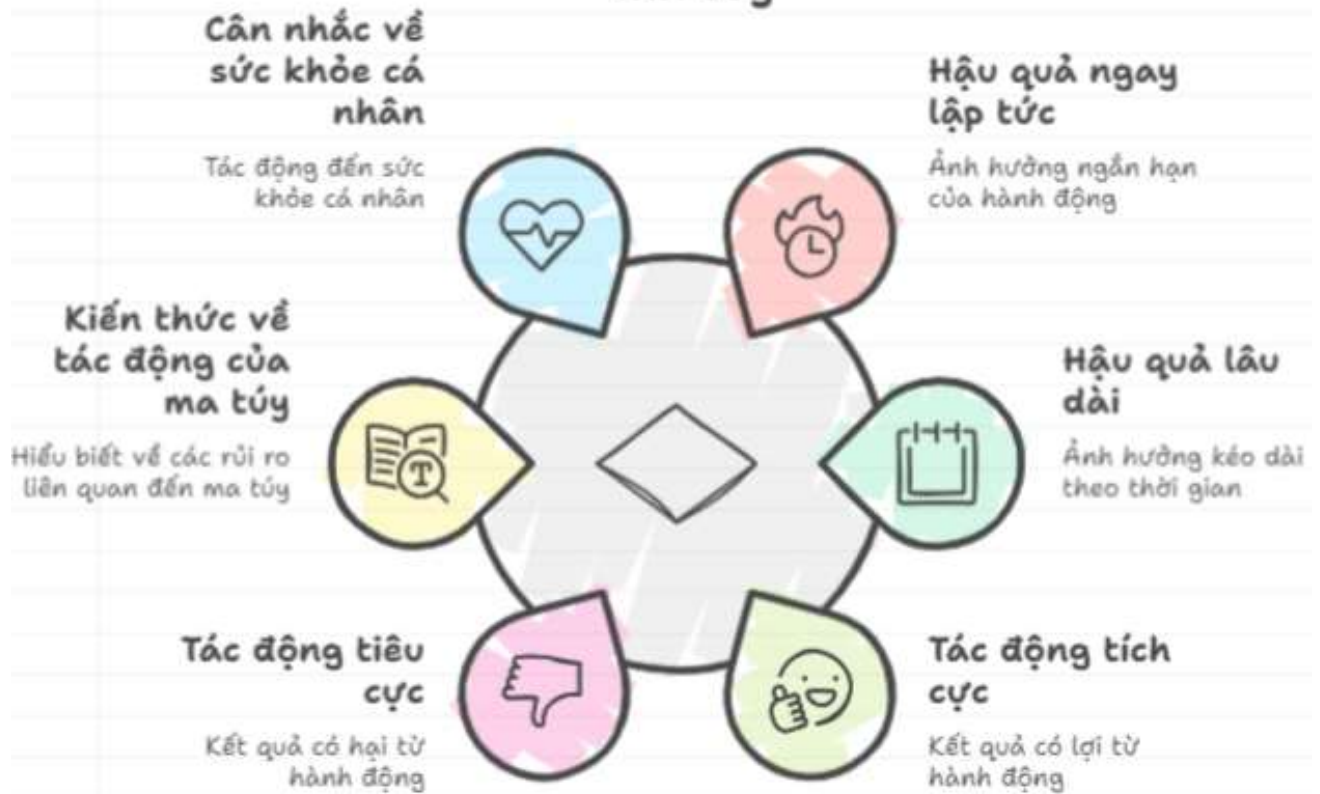 Cân nhắc về
sức khỏe cá
nhân
Tác động đến sức
khỏe cá nhân
Hậu quả ngay
lập tức
Ảnh hưởng ngắn hạn
của hành động
Kiến thức về
tác động của
ma túy
Hiểu biết về các rủi ro
liên quan đến ma túy
Hậu quả lâu
dài
Ảnh hưởng kéo dài
theo thời gian
Tác động tiêu
cực
Kết quả có hại từ
hành động
Tác động tích
cực
Kết quả có lợi từ
hành động
T